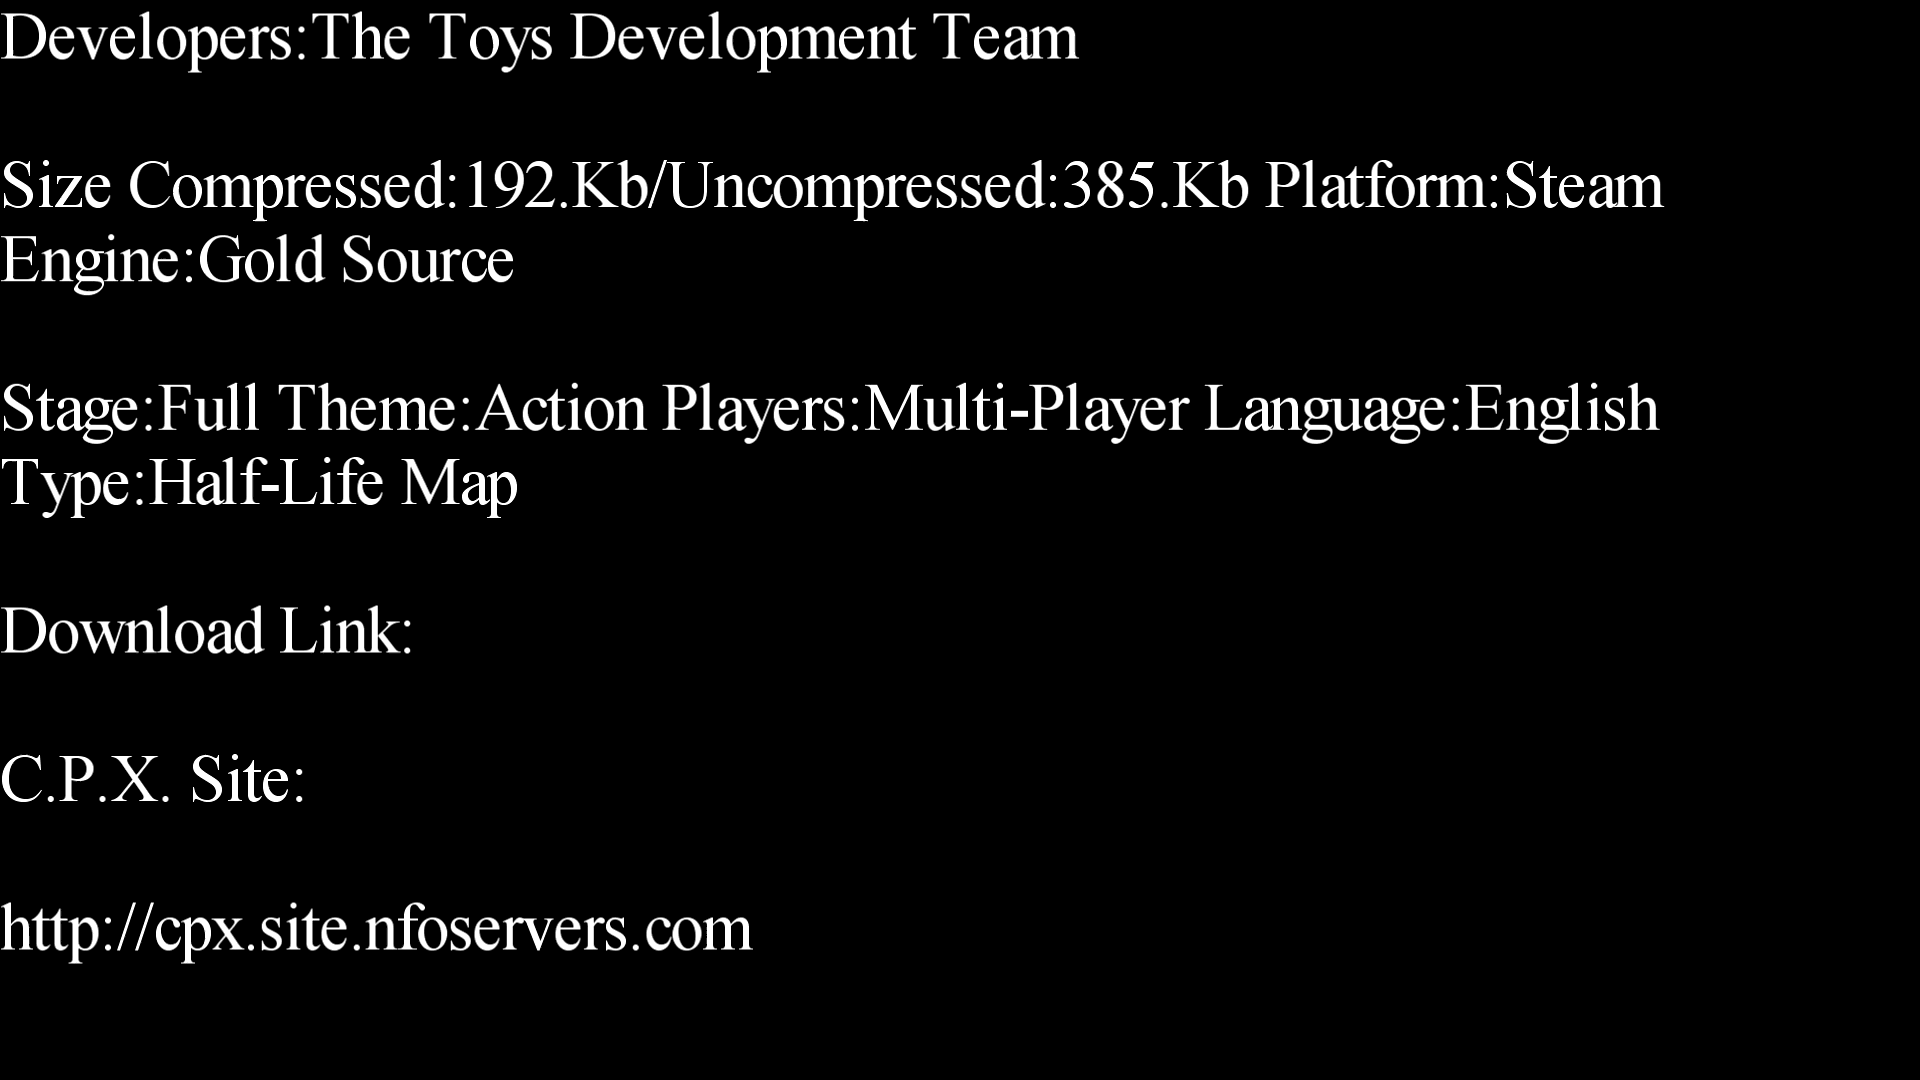 Developers:The Toys Development Team
Size Compressed:192.Kb/Uncompressed:385.Kb Platform:Steam
Engine:Gold Source
Stage:Full Theme:Action Players:Multi-Player Language:English
Type:Half-Life Map
Download Link:
C.P.X. Site:
http://cpx.site.nfoservers.com